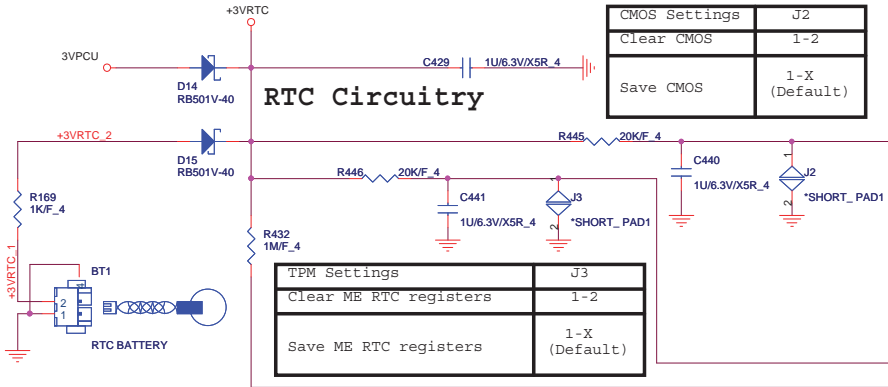 +3VRTC
CMOS Settings J2
Clear CMOS 1-2
Save CMOS 1-X
(Default)
3VPCU
D14
RB501V-40
C429 1U/6.3V/X5R_4
RTC Circuitry
+3VRTC_2
D15
RB501V-40
R445 20K/F_4
R446 20K/F_4
C440
1U/6.3V/X5R_4
1
J2
2
*SHORT_ PAD1
C441
1U/6.3V/X5R_4
1
J3
2
*SHORT_ PAD1
R169
1K/F_4
R432
1M/F_4
+3VRTC_1
BT1
2
1
RTC BATTERY
TPM Settings J3
Clear ME RTC registers 1-2
Save ME RTC registers 1-X
(Default)